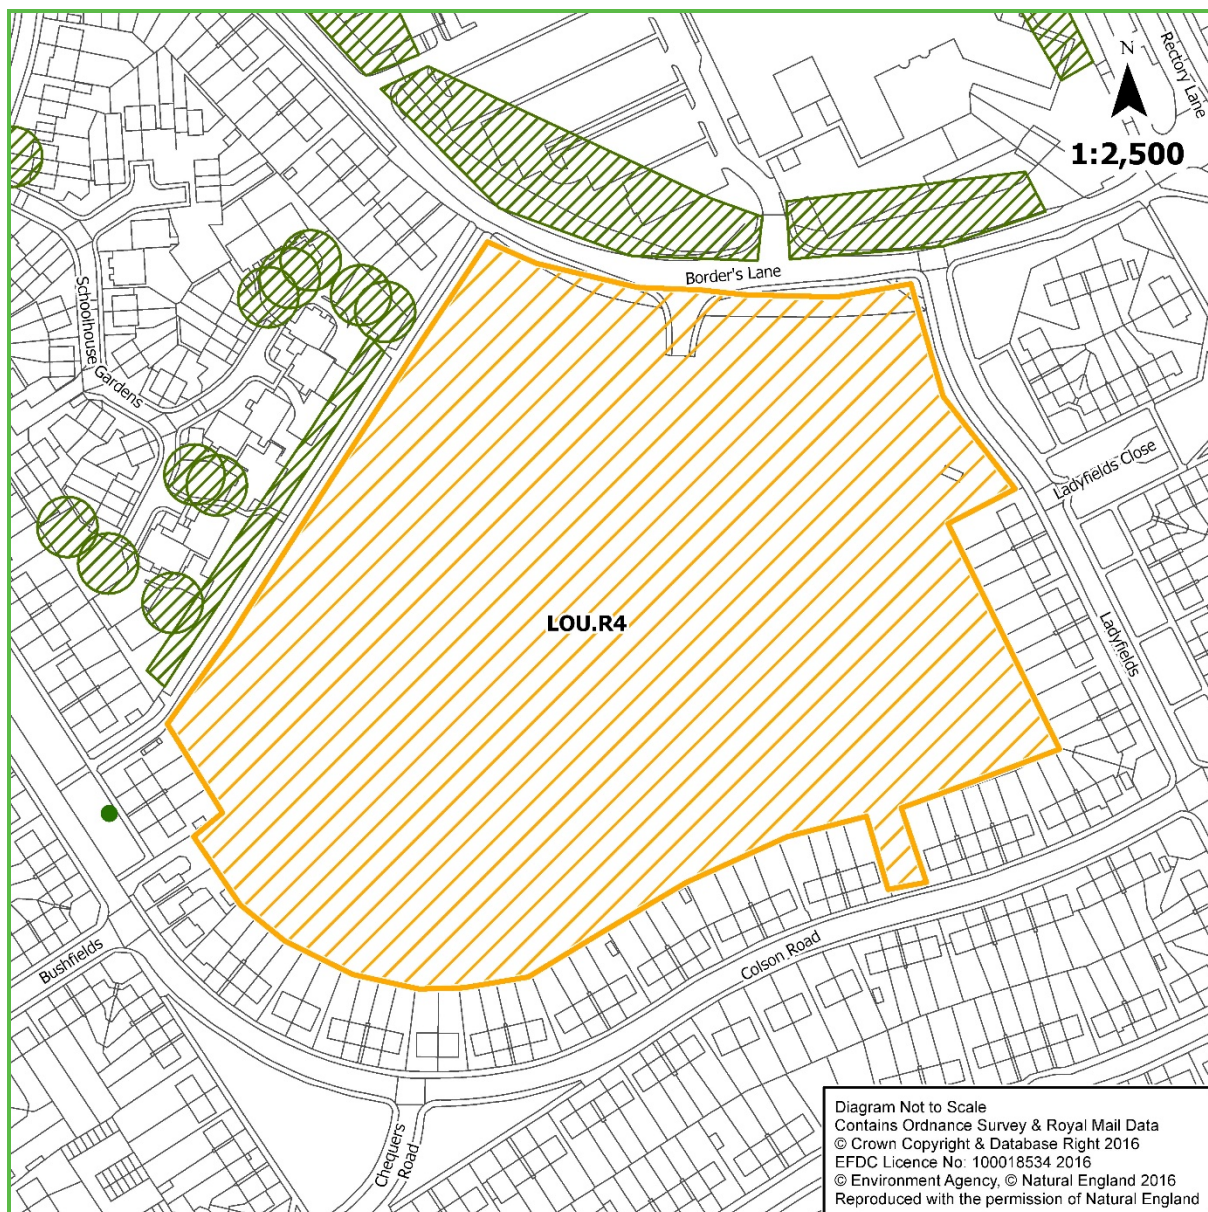 Rectory Lane
N
1:2,500
Border's Lane
Schoolhouse
Gardens
Ladyfields Close
LOU.R4
Ladyfields
Bushfields
Colson Road
Chequers
Road
Diagram Not to Scale
Contains Ordnance Survey & Royal Mail Data
© Crown Copyright & Database Right 2016
EFDC Licence No: 100018534 2016
© Environment Agency, © Natural England 2016
Reproduced with the permission of Natural England